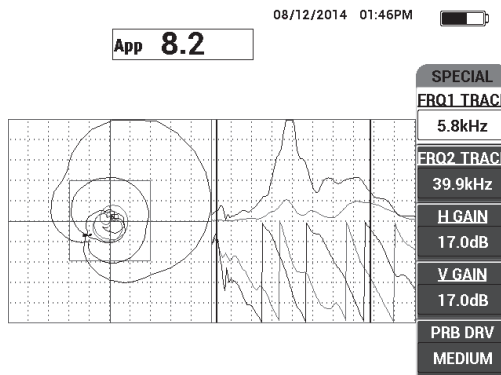 08/12/2014 01:46PM
App 8.2
SPECIAL
FRQ1 TRAC
5.8kHz
FRQ2 TRAC
39.9kHz
H GAIN
17.0dB
V GAIN
17.0dB
PRB DRV
MEDIUM